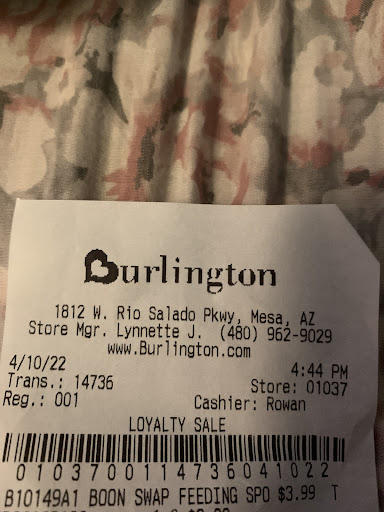 Burlington
1812 W. Rio Salado Pkwy, Mesa, AZ
Store Mgr. Lynnette J. (480) 962-9029
www.Burlington.com
4/10/22 4:44 PM
Trans.: 14736 Store: 01037
Reg.: 001 Cashier: Rowan
LOYALTY SALE
0103700114736041022
B10149A1 BOON SWAP FEEDING SPO $3.99 T